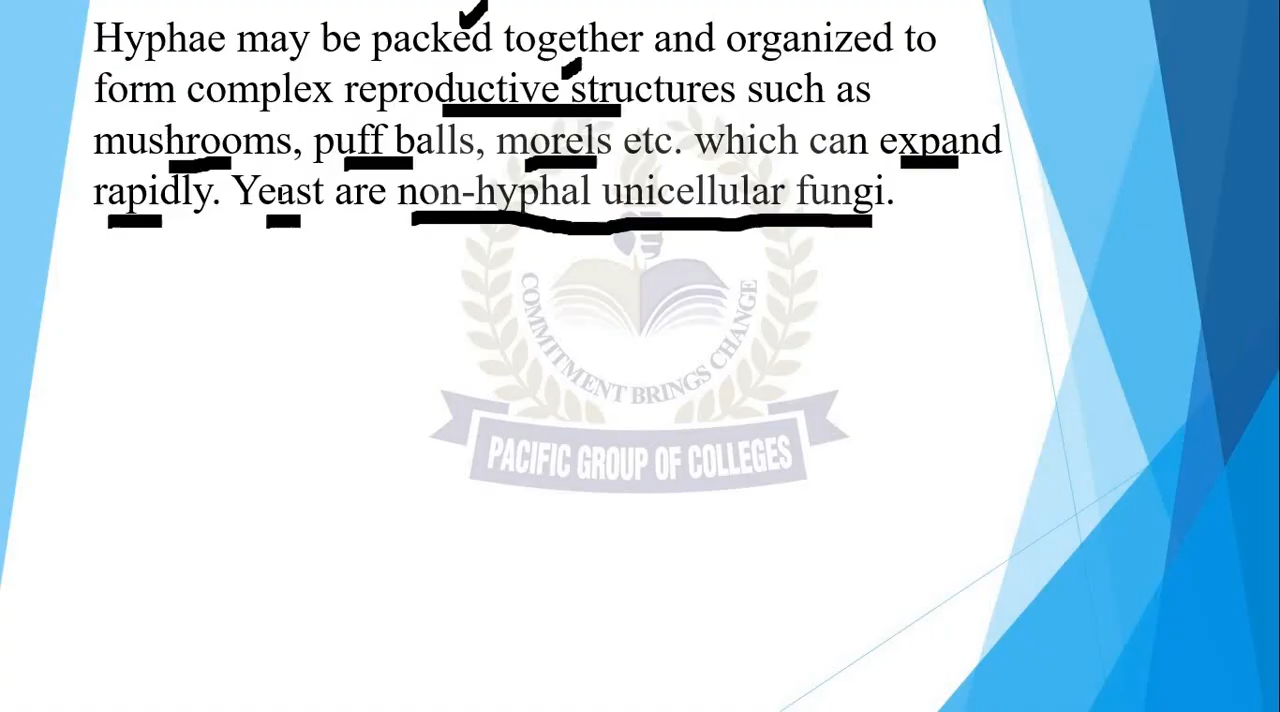 Hyphae may be packed together and organized to
form complex reproductive structures such as
mushrooms, puff balls, morels etc. which can expand
rapidly. Yeast are non-hyphal unicellular fungi.
COMMITMENT BRINGS CHANGE
PACIFIC GROUP OF COLLEGES